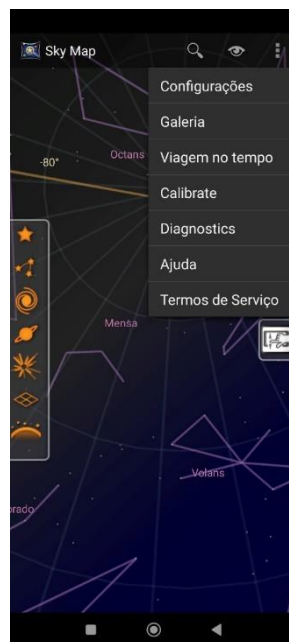 Sky Map
Configurações
Galeria
Viagem no tempo
Calibrate
Diagnostics
Ajuda
Termos de Serviço
Octans
-80°
Mensa
Volans
orado